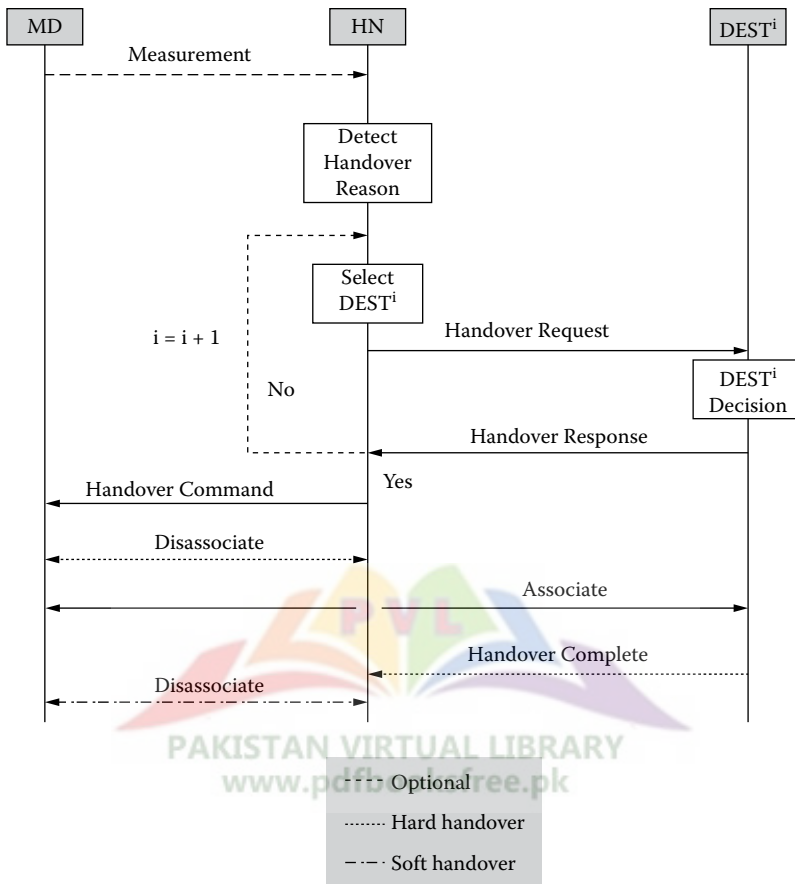 MD
HN
DESTⁱ
Measurement
Detect
Handover
Reason
Select
DESTⁱ
i = i + 1
Handover Request
DESTⁱ
Decision
No
Handover Response
Yes
Handover Command
Disassociate
Associate
PVL
Handover Complete
Disassociate
PAKISTAN VIRTUAL LIBRARY
www.pdfbooksfree.pk
Optional
Hard handover
Soft handover